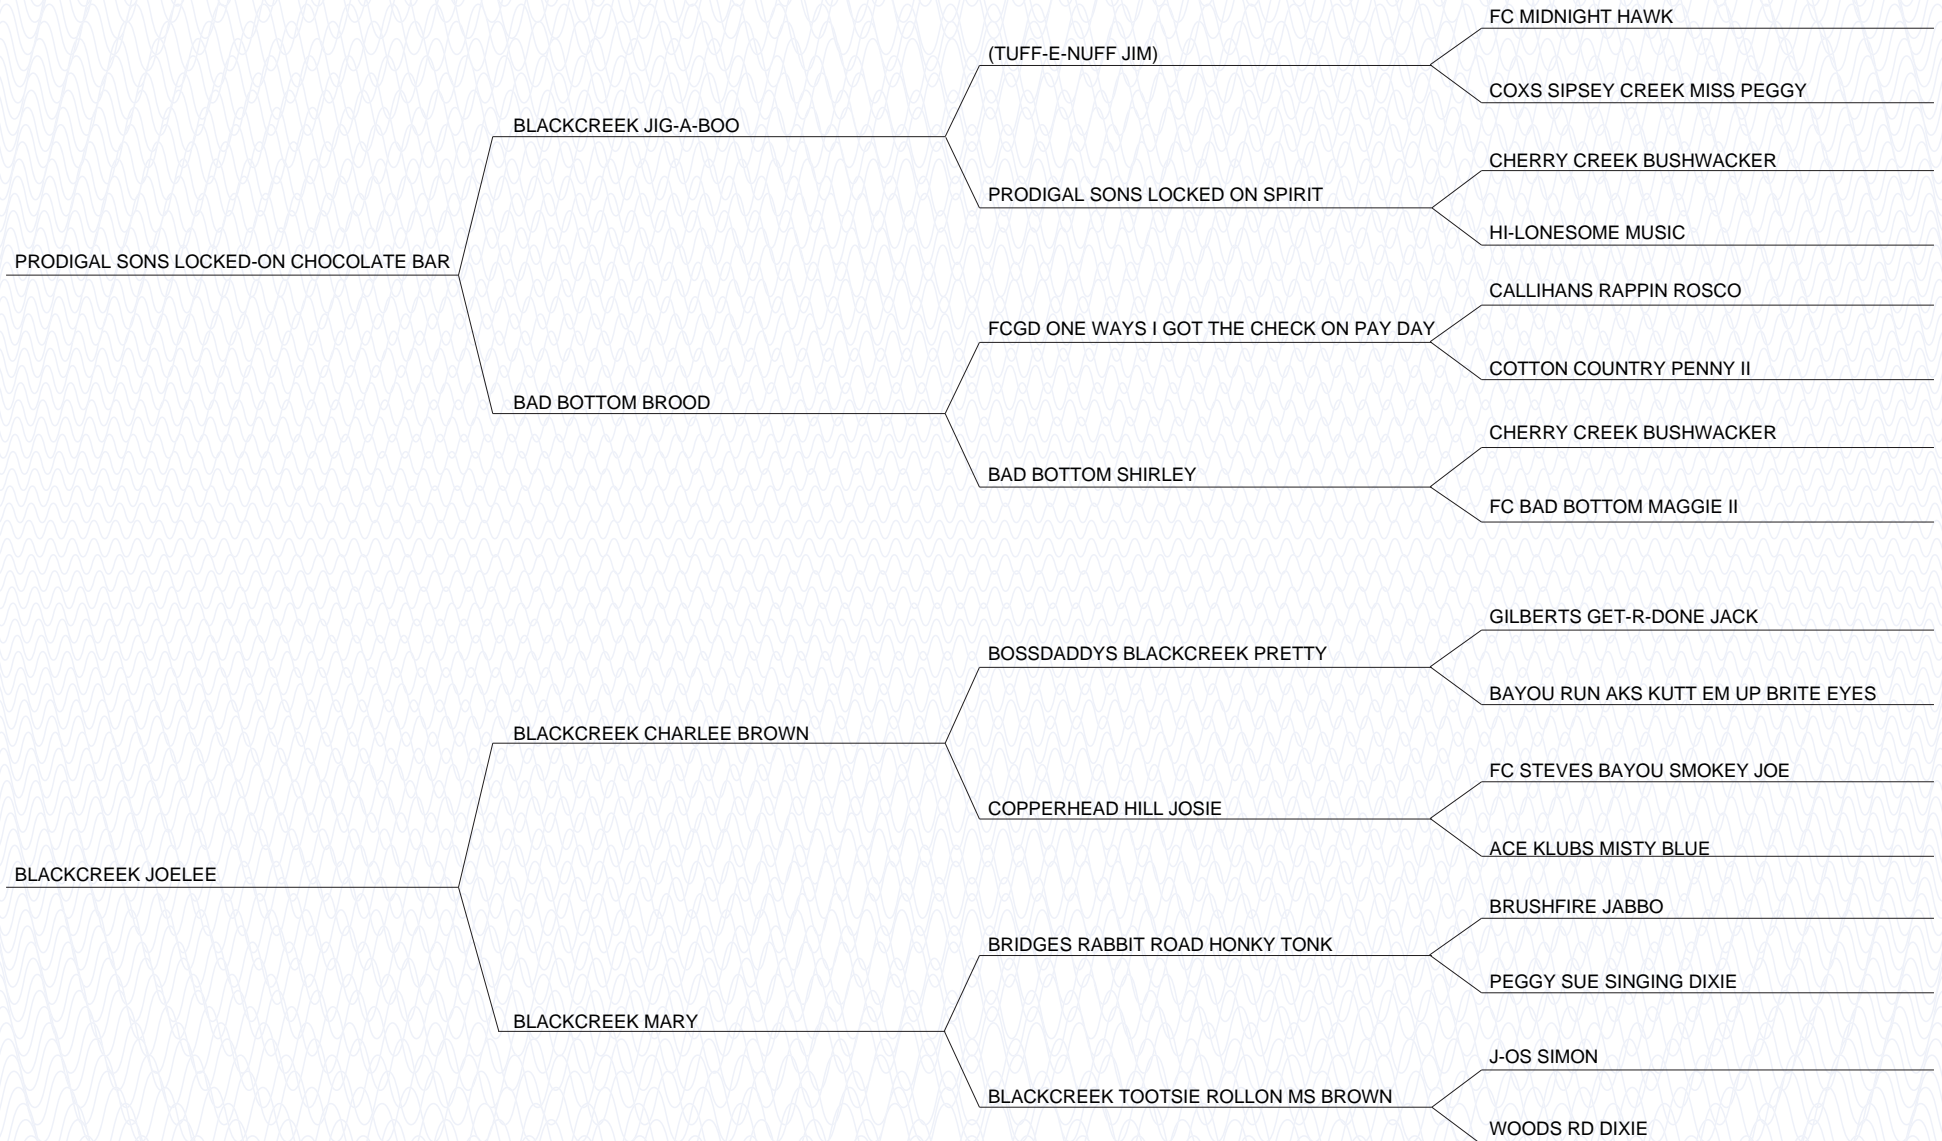 FC MIDNIGHT HAWK
(TUFF-E-NUFF JIM)
COXS SIPSEY CREEK MISS PEGGY
BLACKCREEK JIG-A-BOO
CHERRY CREEK BUSHWACKER
PRODIGAL SONS LOCKED ON SPIRIT
HI-LONESOME MUSIC
PRODIGAL SONS LOCKED-ON CHOCOLATE BAR
CALLIHANS RAPPIN ROSCO
FCGD ONE WAYS I GOT THE CHECK ON PAY DAY
COTTON COUNTRY PENNY II
BAD BOTTOM BROOD
CHERRY CREEK BUSHWACKER
BAD BOTTOM SHIRLEY
FC BAD BOTTOM MAGGIE II
GILBERTS GET-R-DONE JACK
BOSSDADDYS BLACKCREEK PRETTY
BAYOU RUN AKS KUTT EM UP BRITE EYES
BLACKCREEK CHARLEE BROWN
FC STEVES BAYOU SMOKEY JOE
COPPERHEAD HILL JOSIE
ACE KLUBS MISTY BLUE
BLACKCREEK JOELEE
BRUSHFIRE JABBO
BRIDGES RABBIT ROAD HONKY TONK
PEGGY SUE SINGING DIXIE
BLACKCREEK MARY
J-OS SIMON
BLACKCREEK TOOTSIE ROLLON MS BROWN
WOODS RD DIXIE